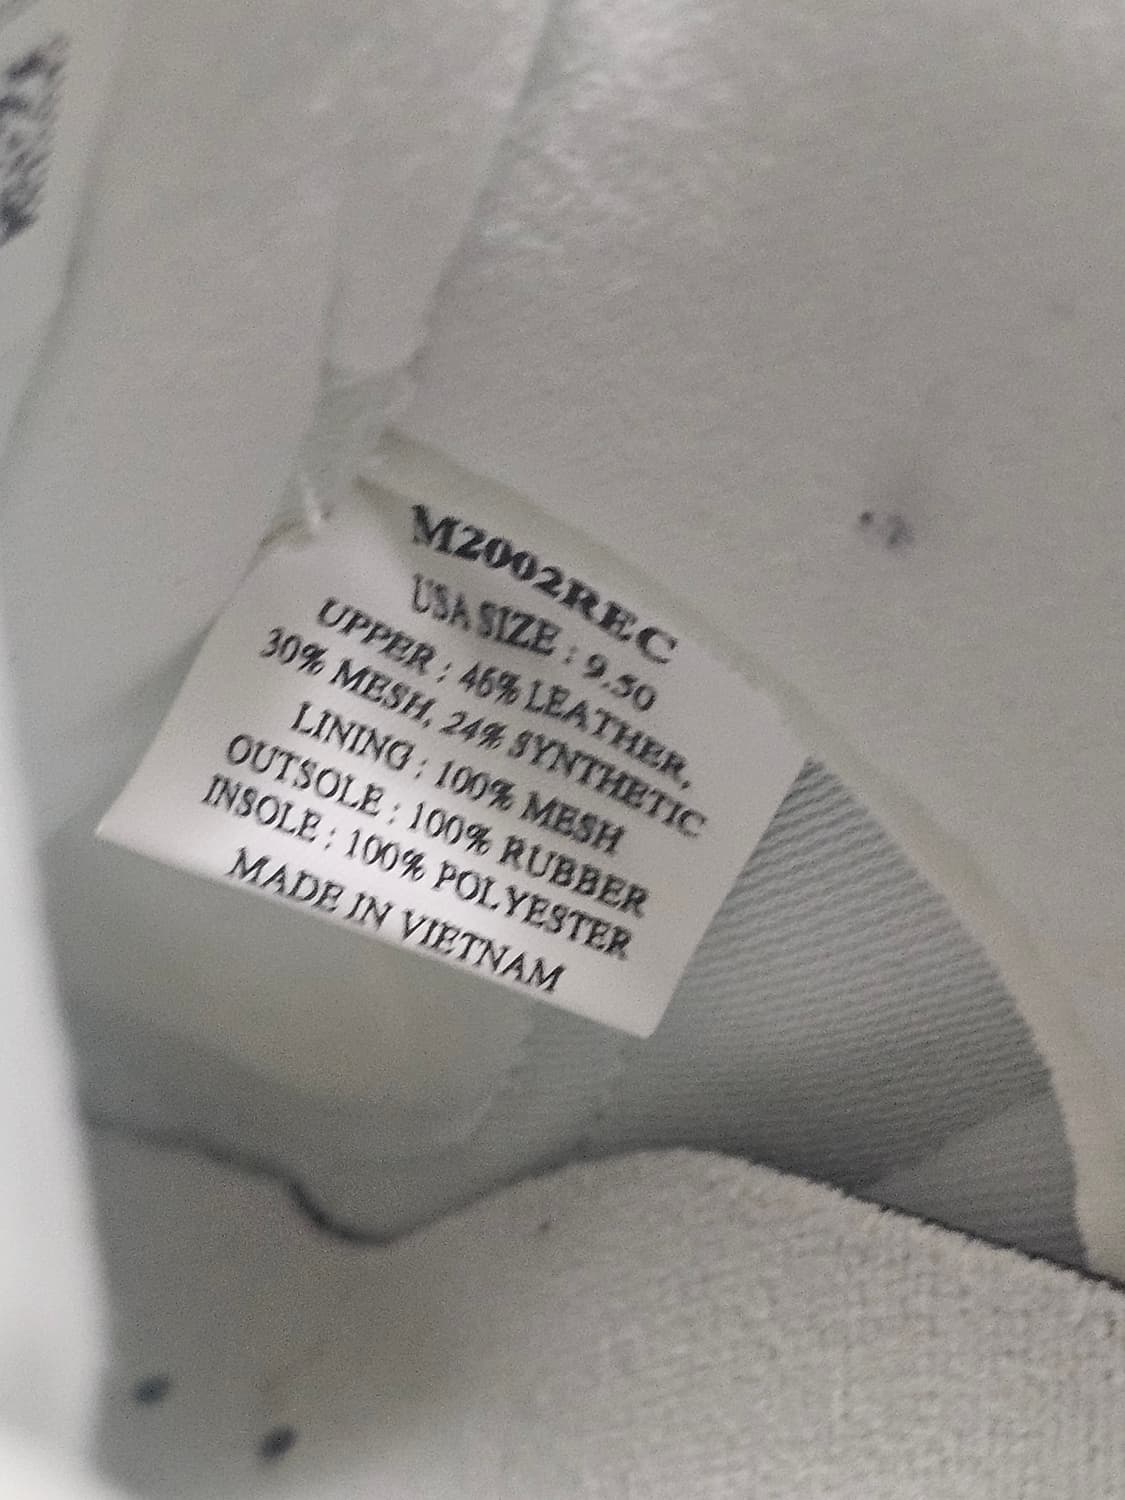 M2002REC
USA SIZE : 9.50
UPPER : 46% LEATHER,
30% MESH, 24% SYNTHETIC
LINING : 100% MESH
OUTSOLE : 100% RUBBER
INSOLE : 100% POLYESTER
MADE IN VIETNAM